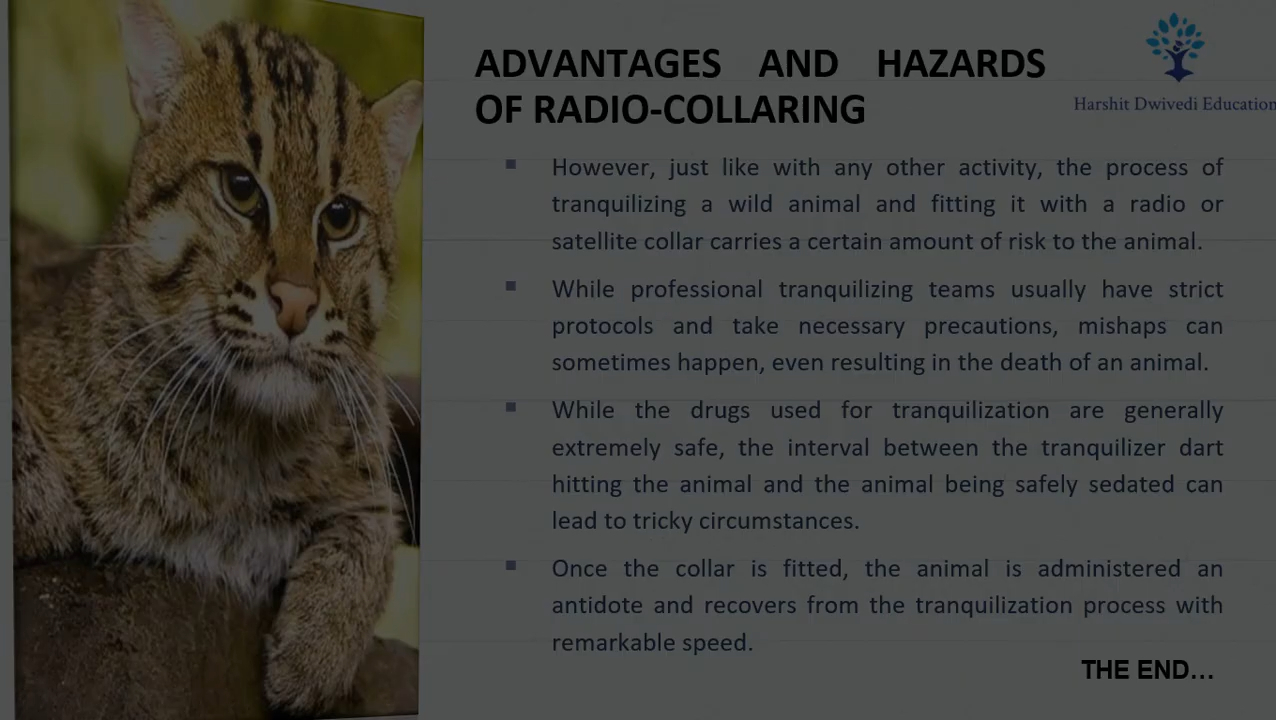 ADVANTAGES AND HAZARDS
OF RADIO-COLLARING
Harshit Dwivedi Education
However, just like with any other activity, the process of
tranquilizing a wild animal and fitting it with a radio or
satellite collar carries a certain amount of risk to the animal.
While professional tranquilizing teams usually have strict
protocols and take necessary precautions, mishaps can
sometimes happen, even resulting in the death of an animal.
While the drugs used for tranquilization are generally
extremely safe, the interval between the tranquilizer dart
hitting the animal and the animal being safely sedated can
lead to tricky circumstances.
Once the collar is fitted, the animal is administered an
antidote and recovers from the tranquilization process with
remarkable speed.
THE END...